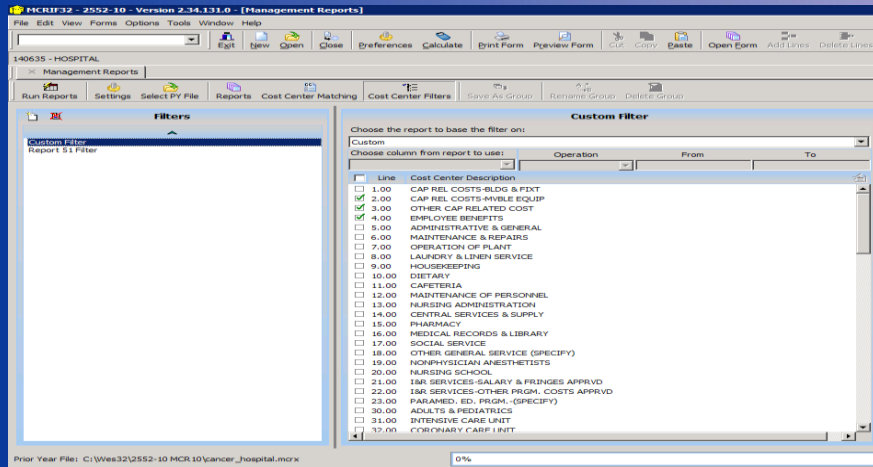 MCRIF32 - 2552-10 - Version 2.34.131.0 - [Management Reports]
File Edit View Forms Options Tools Window Help
Exit New Open Close Preferences Calculate Print Form Preview Form Cut Copy Paste Open Form Add Lines Delete Lines
140635 - HOSPITAL
Management Reports
Run Reports Settings Select PY File Reports Cost Center Matching Cost Center Filters Save As Group Rename Group Delete Group
Filters
Custom Filter
Report 51 Filter
Custom Filter
Choose the report to base the filter on:
Custom
Choose column from report to use: Operation From To
Line Cost Center Description
1.00 CAP REL COSTS-BLDG & FIXT
2.00 CAP REL COSTS-MVBLE EQUIP
3.00 OTHER CAP RELATED COST
4.00 EMPLOYEE BENEFITS
5.00 ADMINISTRATIVE & GENERAL
6.00 MAINTENANCE & REPAIRS
7.00 OPERATION OF PLANT
8.00 LAUNDRY & LINEN SERVICE
9.00 HOUSEKEEPING
10.00 DIETARY
11.00 CAFETERIA
12.00 MAINTENANCE OF PERSONNEL
13.00 NURSING ADMINISTRATION
14.00 CENTRAL SERVICES & SUPPLY
15.00 PHARMACY
16.00 MEDICAL RECORDS & LIBRARY
17.00 SOCIAL SERVICE
18.00 OTHER GENERAL SERVICE (SPECIFY)
19.00 NONPHYSICIAN ANESTHETISTS
20.00 NURSING SCHOOL
21.00 I&R SERVICES-SALARY & FRINGES APPRVD
22.00 I&R SERVICES-OTHER PRGM. COSTS APPRVD
23.00 PARAMED. ED. PRGM.-(SPECIFY)
30.00 ADULTS & PEDIATRICS
31.00 INTENSIVE CARE UNIT
32.00 CORONARY CARE UNIT
Prior Year File: C:\Wes32\2552-10 MCR10\cancer_hospital.mcrx
0%